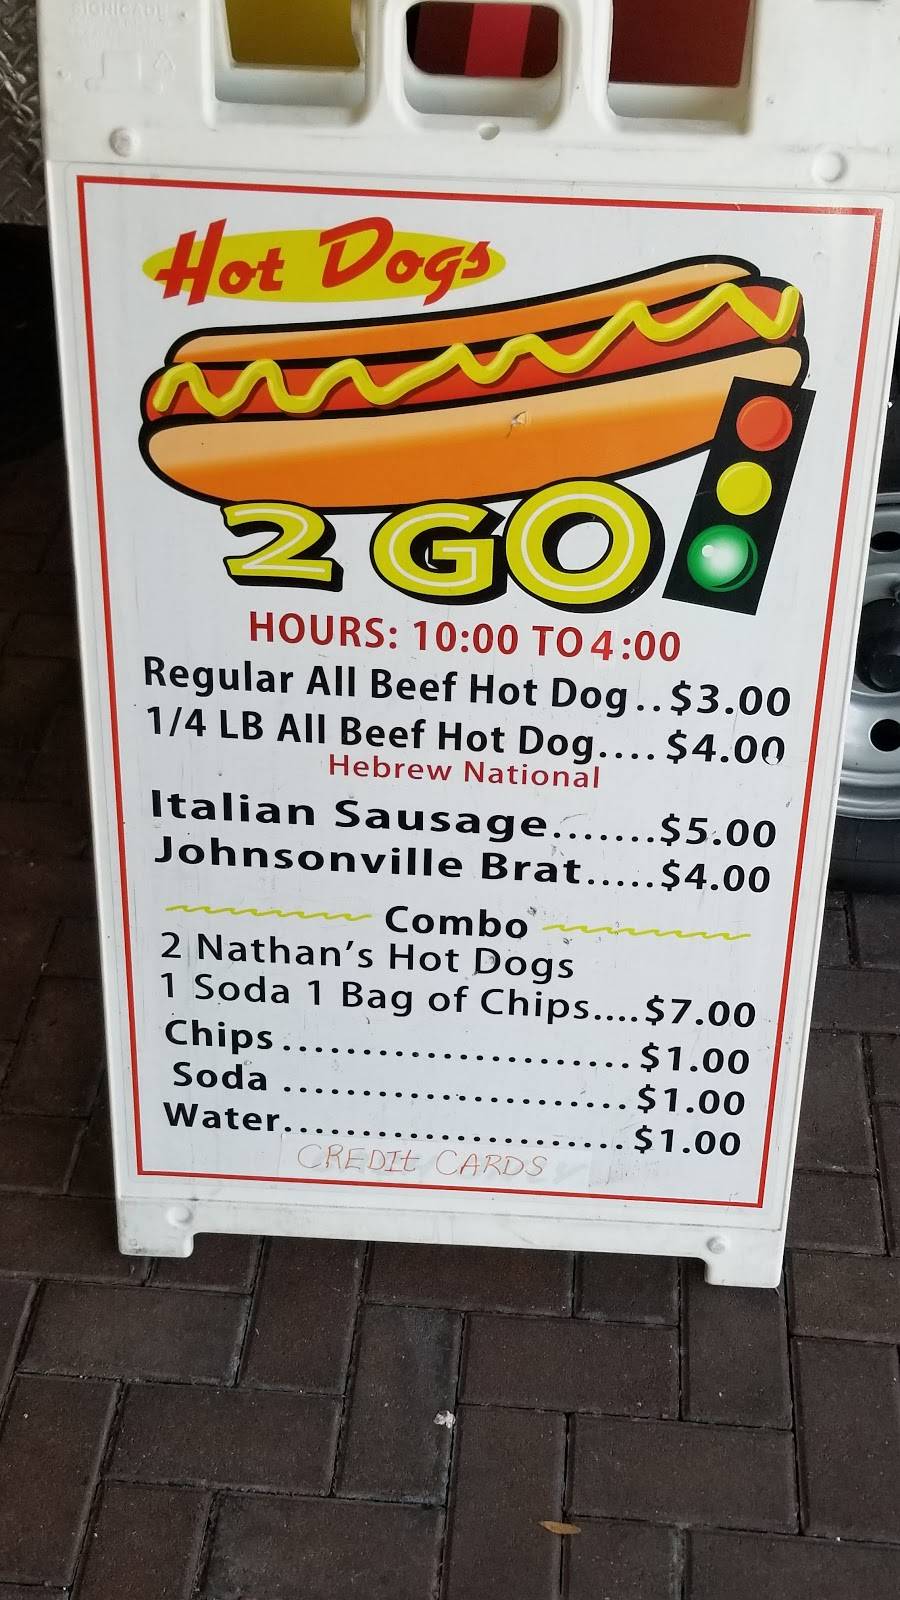 SIGNICADE
Hot Dogs
2 GO
HOURS: 10:00 TO 4:00
Regular All Beef Hot Dog..$3.00
1/4 LB All Beef Hot Dog....$4.00
Hebrew National
Italian Sausage.......$5.00
Johnsonville Brat.....$4.00
Combo
2 Nathan's Hot Dogs
1 Soda 1 Bag of Chips....$7.00
Chips.....................$1.00
Soda .....................$1.00
Water.....................$1.00
CREDIt CARDS